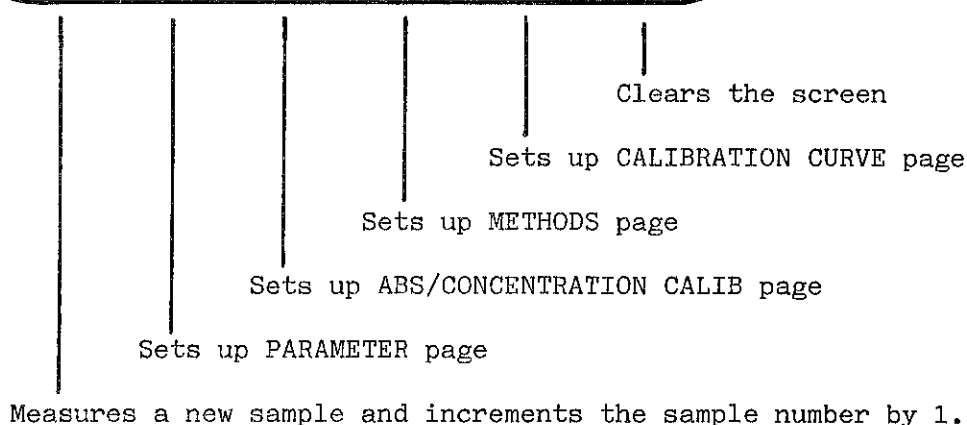 Clears the screen
Sets up CALIBRATION CURVE page
Sets up METHODS page
Sets up ABS/CONCENTRATION CALIB page
Sets up PARAMETER page
Measures a new sample and increments the sample number by 1.